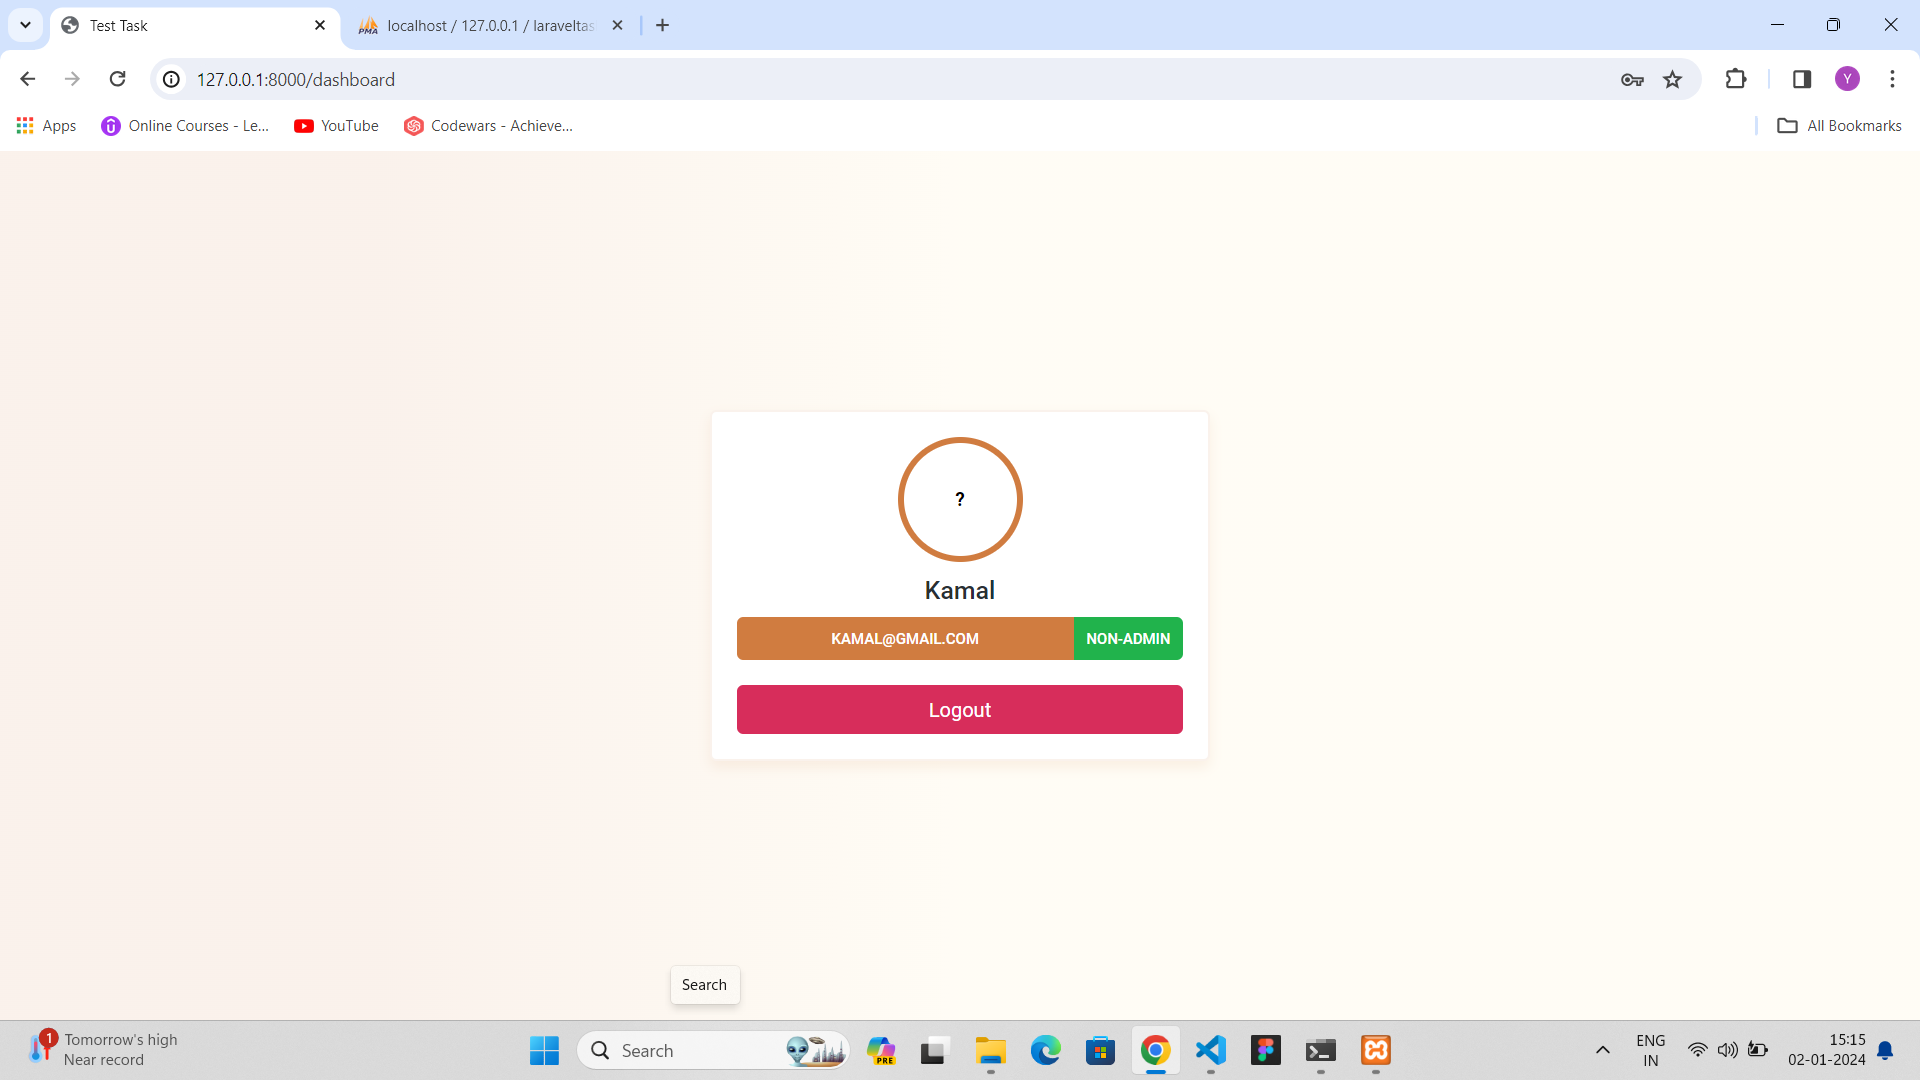 Test Task
localhost / 127.0.0.1 / laraveltas
127.0.0.1:8000/dashboard
Y
Apps
Online Courses - Le...
YouTube
Codewars - Achieve...
All Bookmarks
?
Kamal
KAMAL@GMAIL.COM
NON-ADMIN
Logout
Search
1
Tomorrow's high
Near record
Search
PRE
ENG
IN
15:15
02-01-2024
PMA